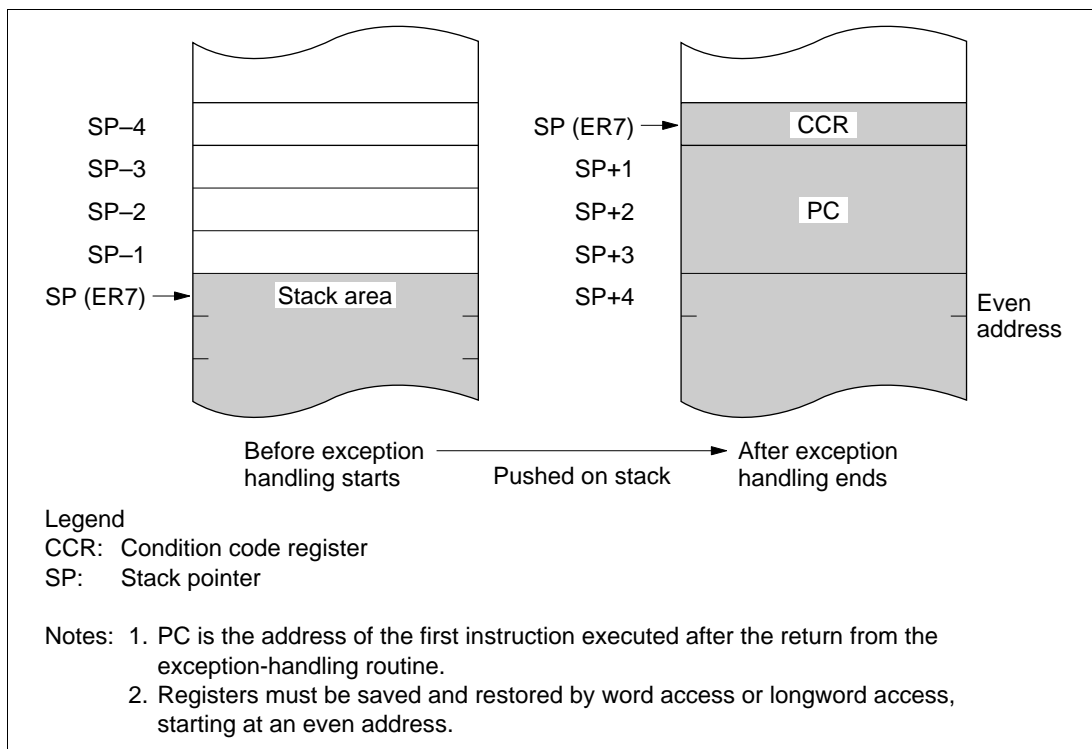 SP–4
SP–3
SP–2
SP–1
SP (ER7)
Stack area
SP (ER7)
CCR
SP+1
SP+2
PC
SP+3
SP+4
Even
address
Before exception
handling starts
Pushed on stack
After exception
handling ends
Legend
CCR: Condition code register
SP: Stack pointer
Notes: 1. PC is the address of the first instruction executed after the return from the
exception-handling routine.
2. Registers must be saved and restored by word access or longword access,
starting at an even address.